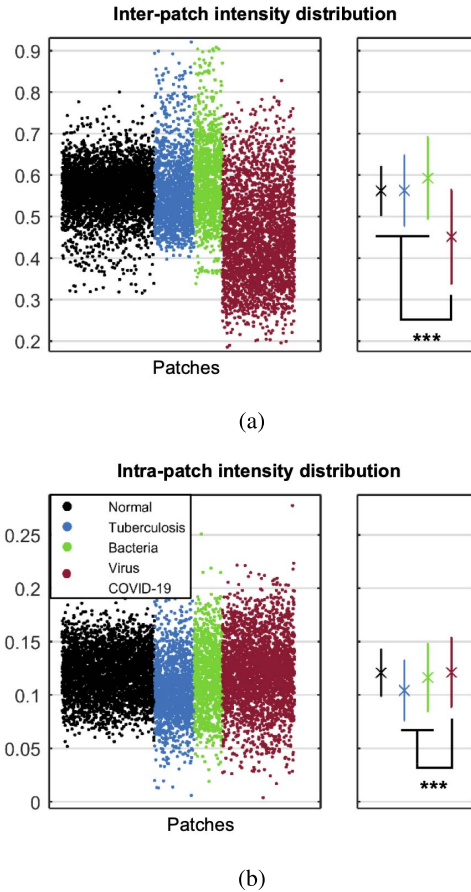 Inter-patch intensity distribution
0.9
0.8
0.7
0.6
0.5
0.4
0.3
0.2
***
Patches
(a)
Intra-patch intensity distribution
Normal
Tuberculosis
Bacteria
Virus
COVID-19
0.25
0.2
0.15
0.1
0.05
0
***
Patches
(b)